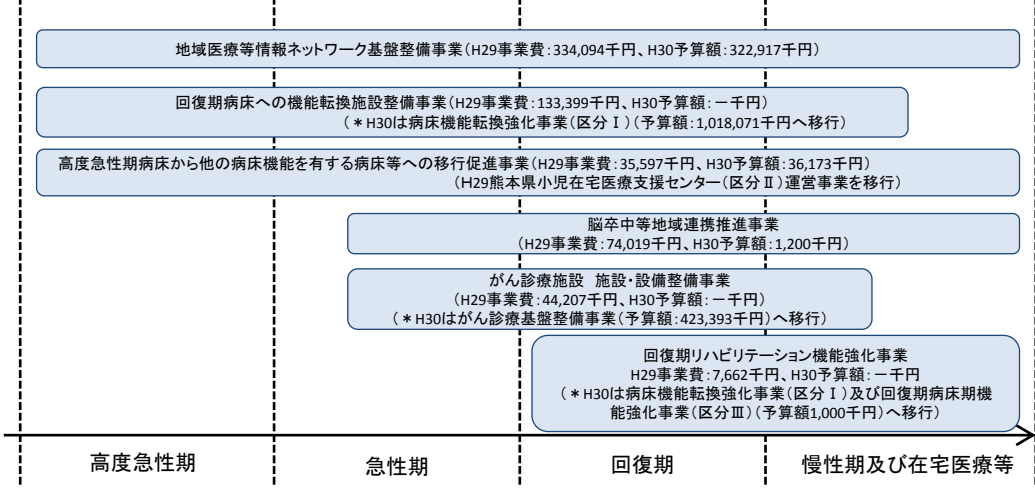 地域医療等情報ネットワーク基盤整備事業(H29事業費:334,094千円、H30予算額:322,917千円)
回復期病床への機能転換施設整備事業(H29事業費:133,399千円、H30予算額:－千円)
(＊H30は病床機能転換強化事業(区分Ⅰ)(予算額:1,018,071千円へ移行)
高度急性期病床から他の病床機能を有する病床等への移行促進事業(H29事業費:35,597千円、H30予算額:36,173千円)
(H29熊本県小児在宅医療支援センター(区分Ⅱ)運営事業を移行)
脳卒中等地域連携推進事業
(H29事業費:74,019千円、H30予算額:1,200千円)
がん診療施設 施設・設備整備事業
(H29事業費:44,207千円、H30予算額:－千円)
(＊H30はがん診療基盤整備事業(予算額:423,393千円)へ移行)
回復期リハビリテーション機能強化事業
H29事業費:7,662千円、H30予算額:－千円
(＊H30は病床機能転換強化事業(区分Ⅰ)及び回復期病床期機
能強化事業(区分Ⅲ)(予算額1,000千円)へ移行)
高度急性期
急性期
回復期
慢性期及び在宅医療等